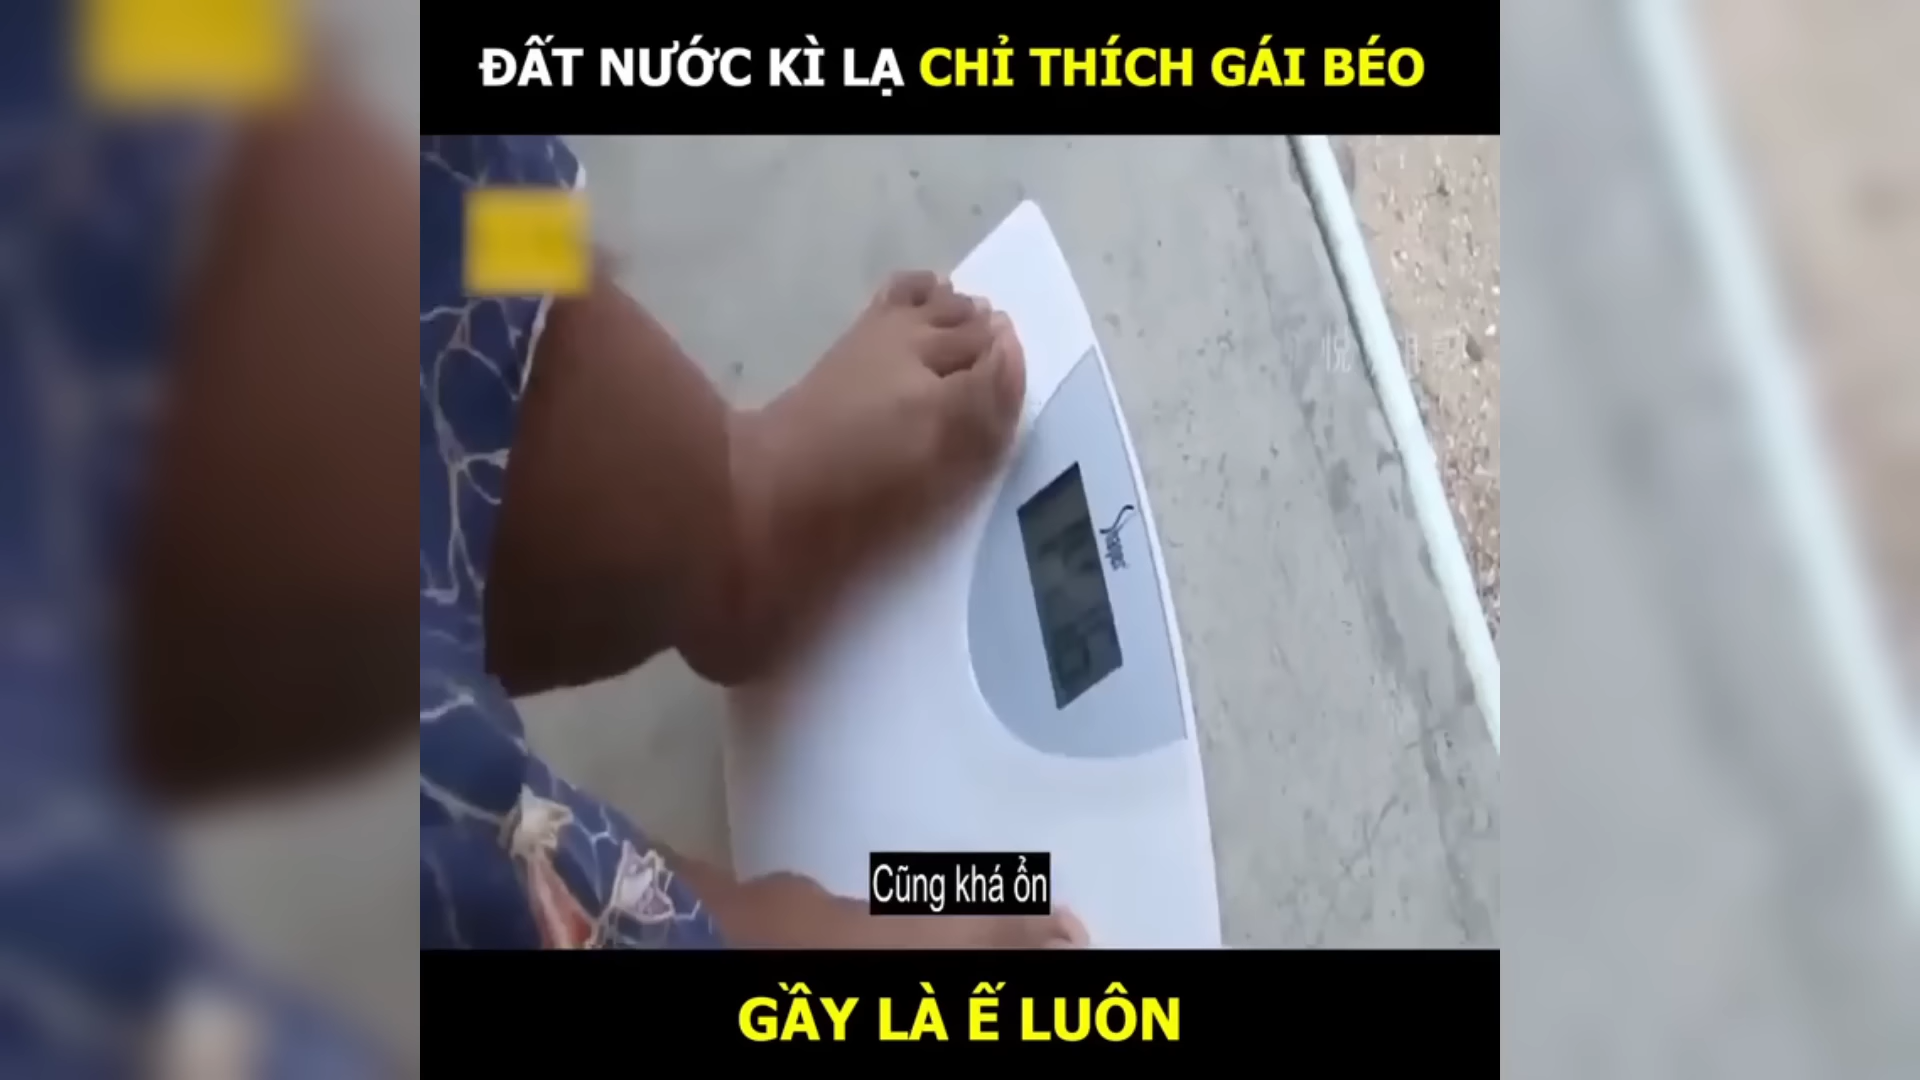 ĐẤT NƯỚC KÌ LẠ CHỈ THÍCH GÁI BÉO
Cũng khá ổn
GẦY LÀ Ế LUÔN